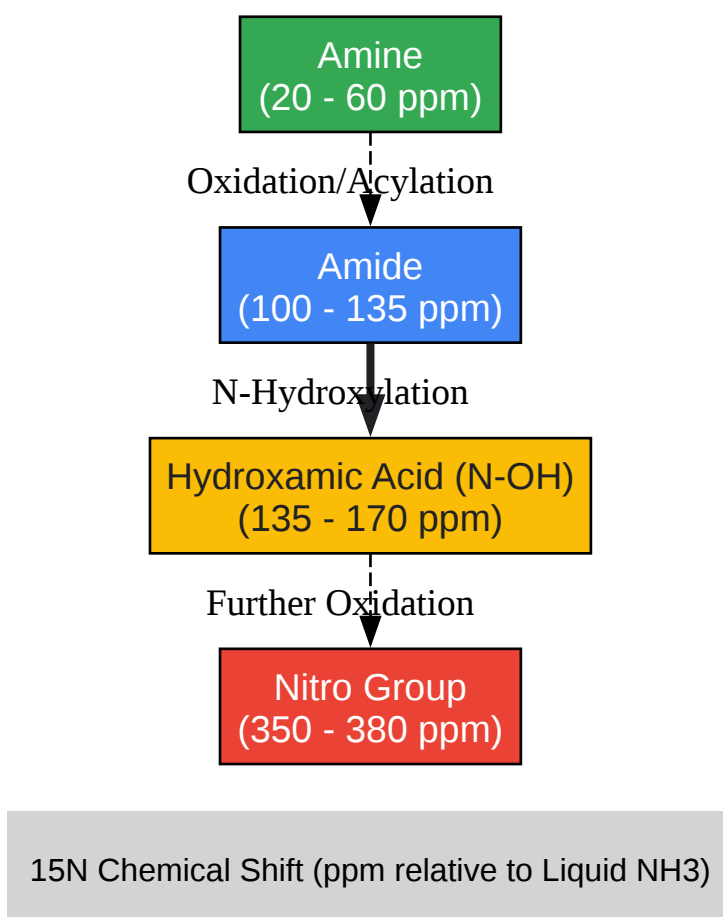 Amine
(20 - 60 ppm)
Oxidation/Acylation
Amide
(100 - 135 ppm)
N-Hydroxylation
Hydroxamic Acid (N-OH)
(135 - 170 ppm)
Further Oxidation
Nitro Group
(350 - 380 ppm)
15N Chemical Shift (ppm relative to Liquid NH3)